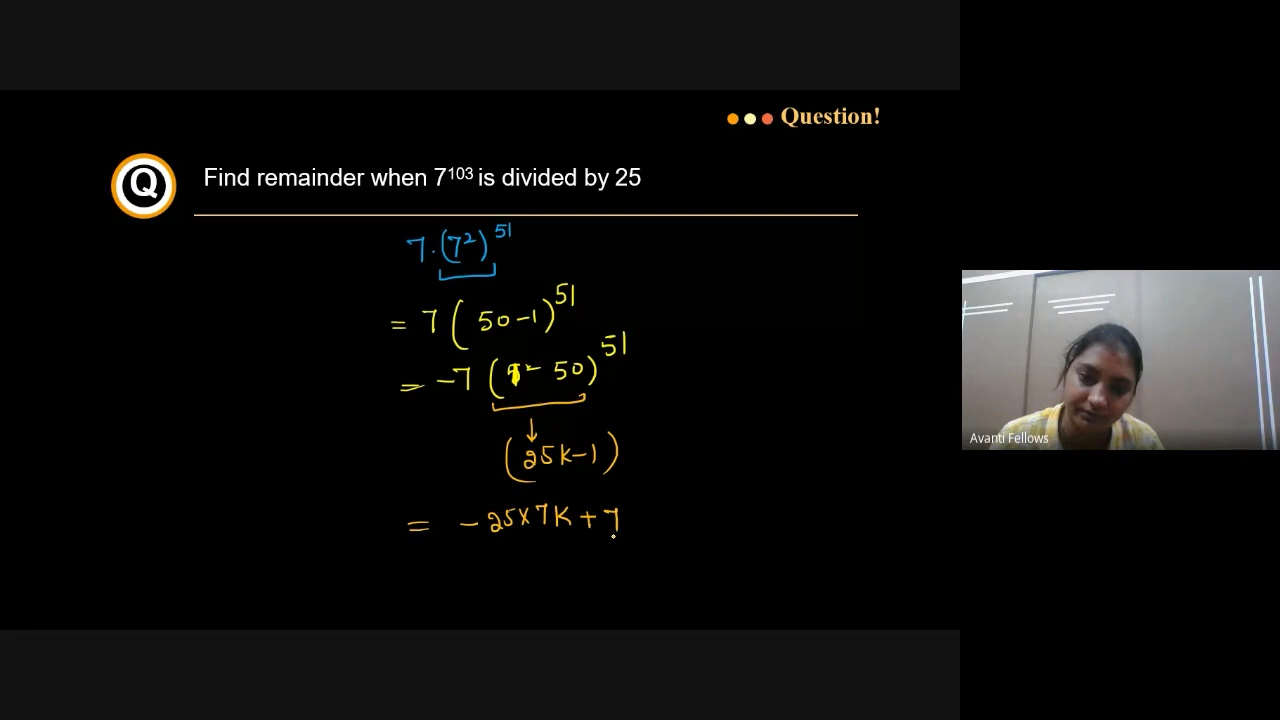 Question!
Q
Find remainder when 7¹⁰³ is divided by 25
7·(7²)⁵¹
= 7(50-1)⁵¹
= -7(1-50)⁵¹
(25K-1)
= -25×7K+7
Avanti Fellows